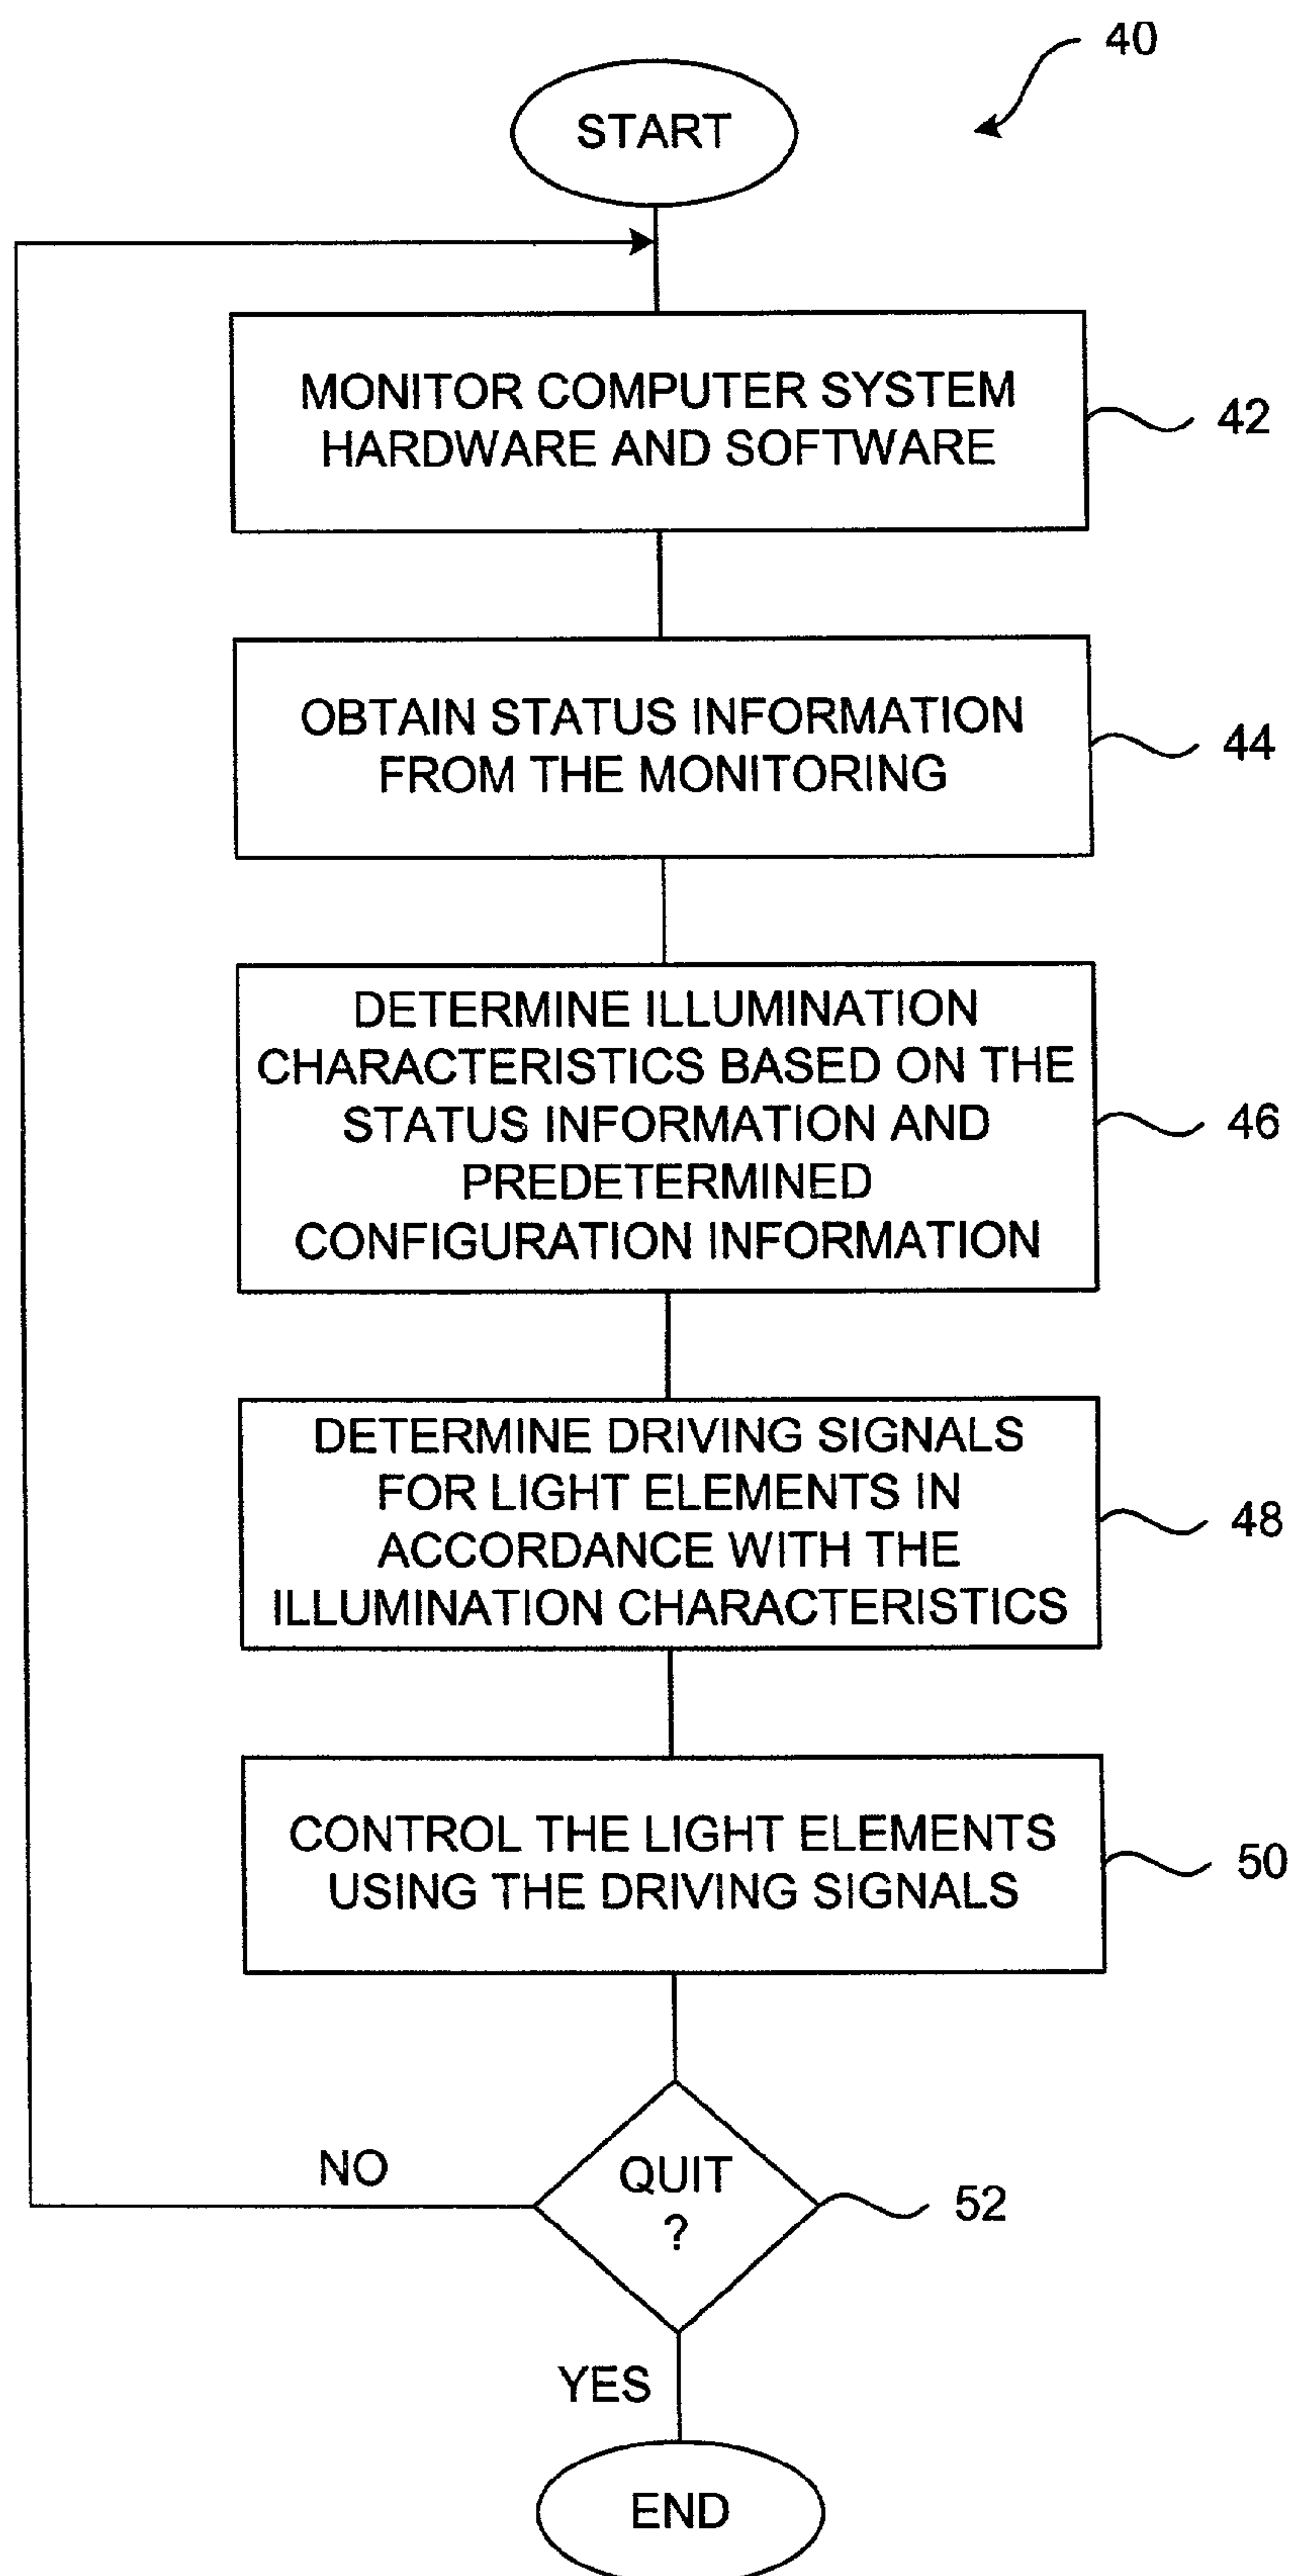 40
START
MONITOR COMPUTER SYSTEM
HARDWARE AND SOFTWARE
42
OBTAIN STATUS INFORMATION
FROM THE MONITORING
44
DETERMINE ILLUMINATION
CHARACTERISTICS BASED ON THE
STATUS INFORMATION AND
PREDETERMINED
CONFIGURATION INFORMATION
46
DETERMINE DRIVING SIGNALS
FOR LIGHT ELEMENTS IN
ACCORDANCE WITH THE
ILLUMINATION CHARACTERISTICS
48
CONTROL THE LIGHT ELEMENTS
USING THE DRIVING SIGNALS
50
NO
QUIT
?
52
YES
END